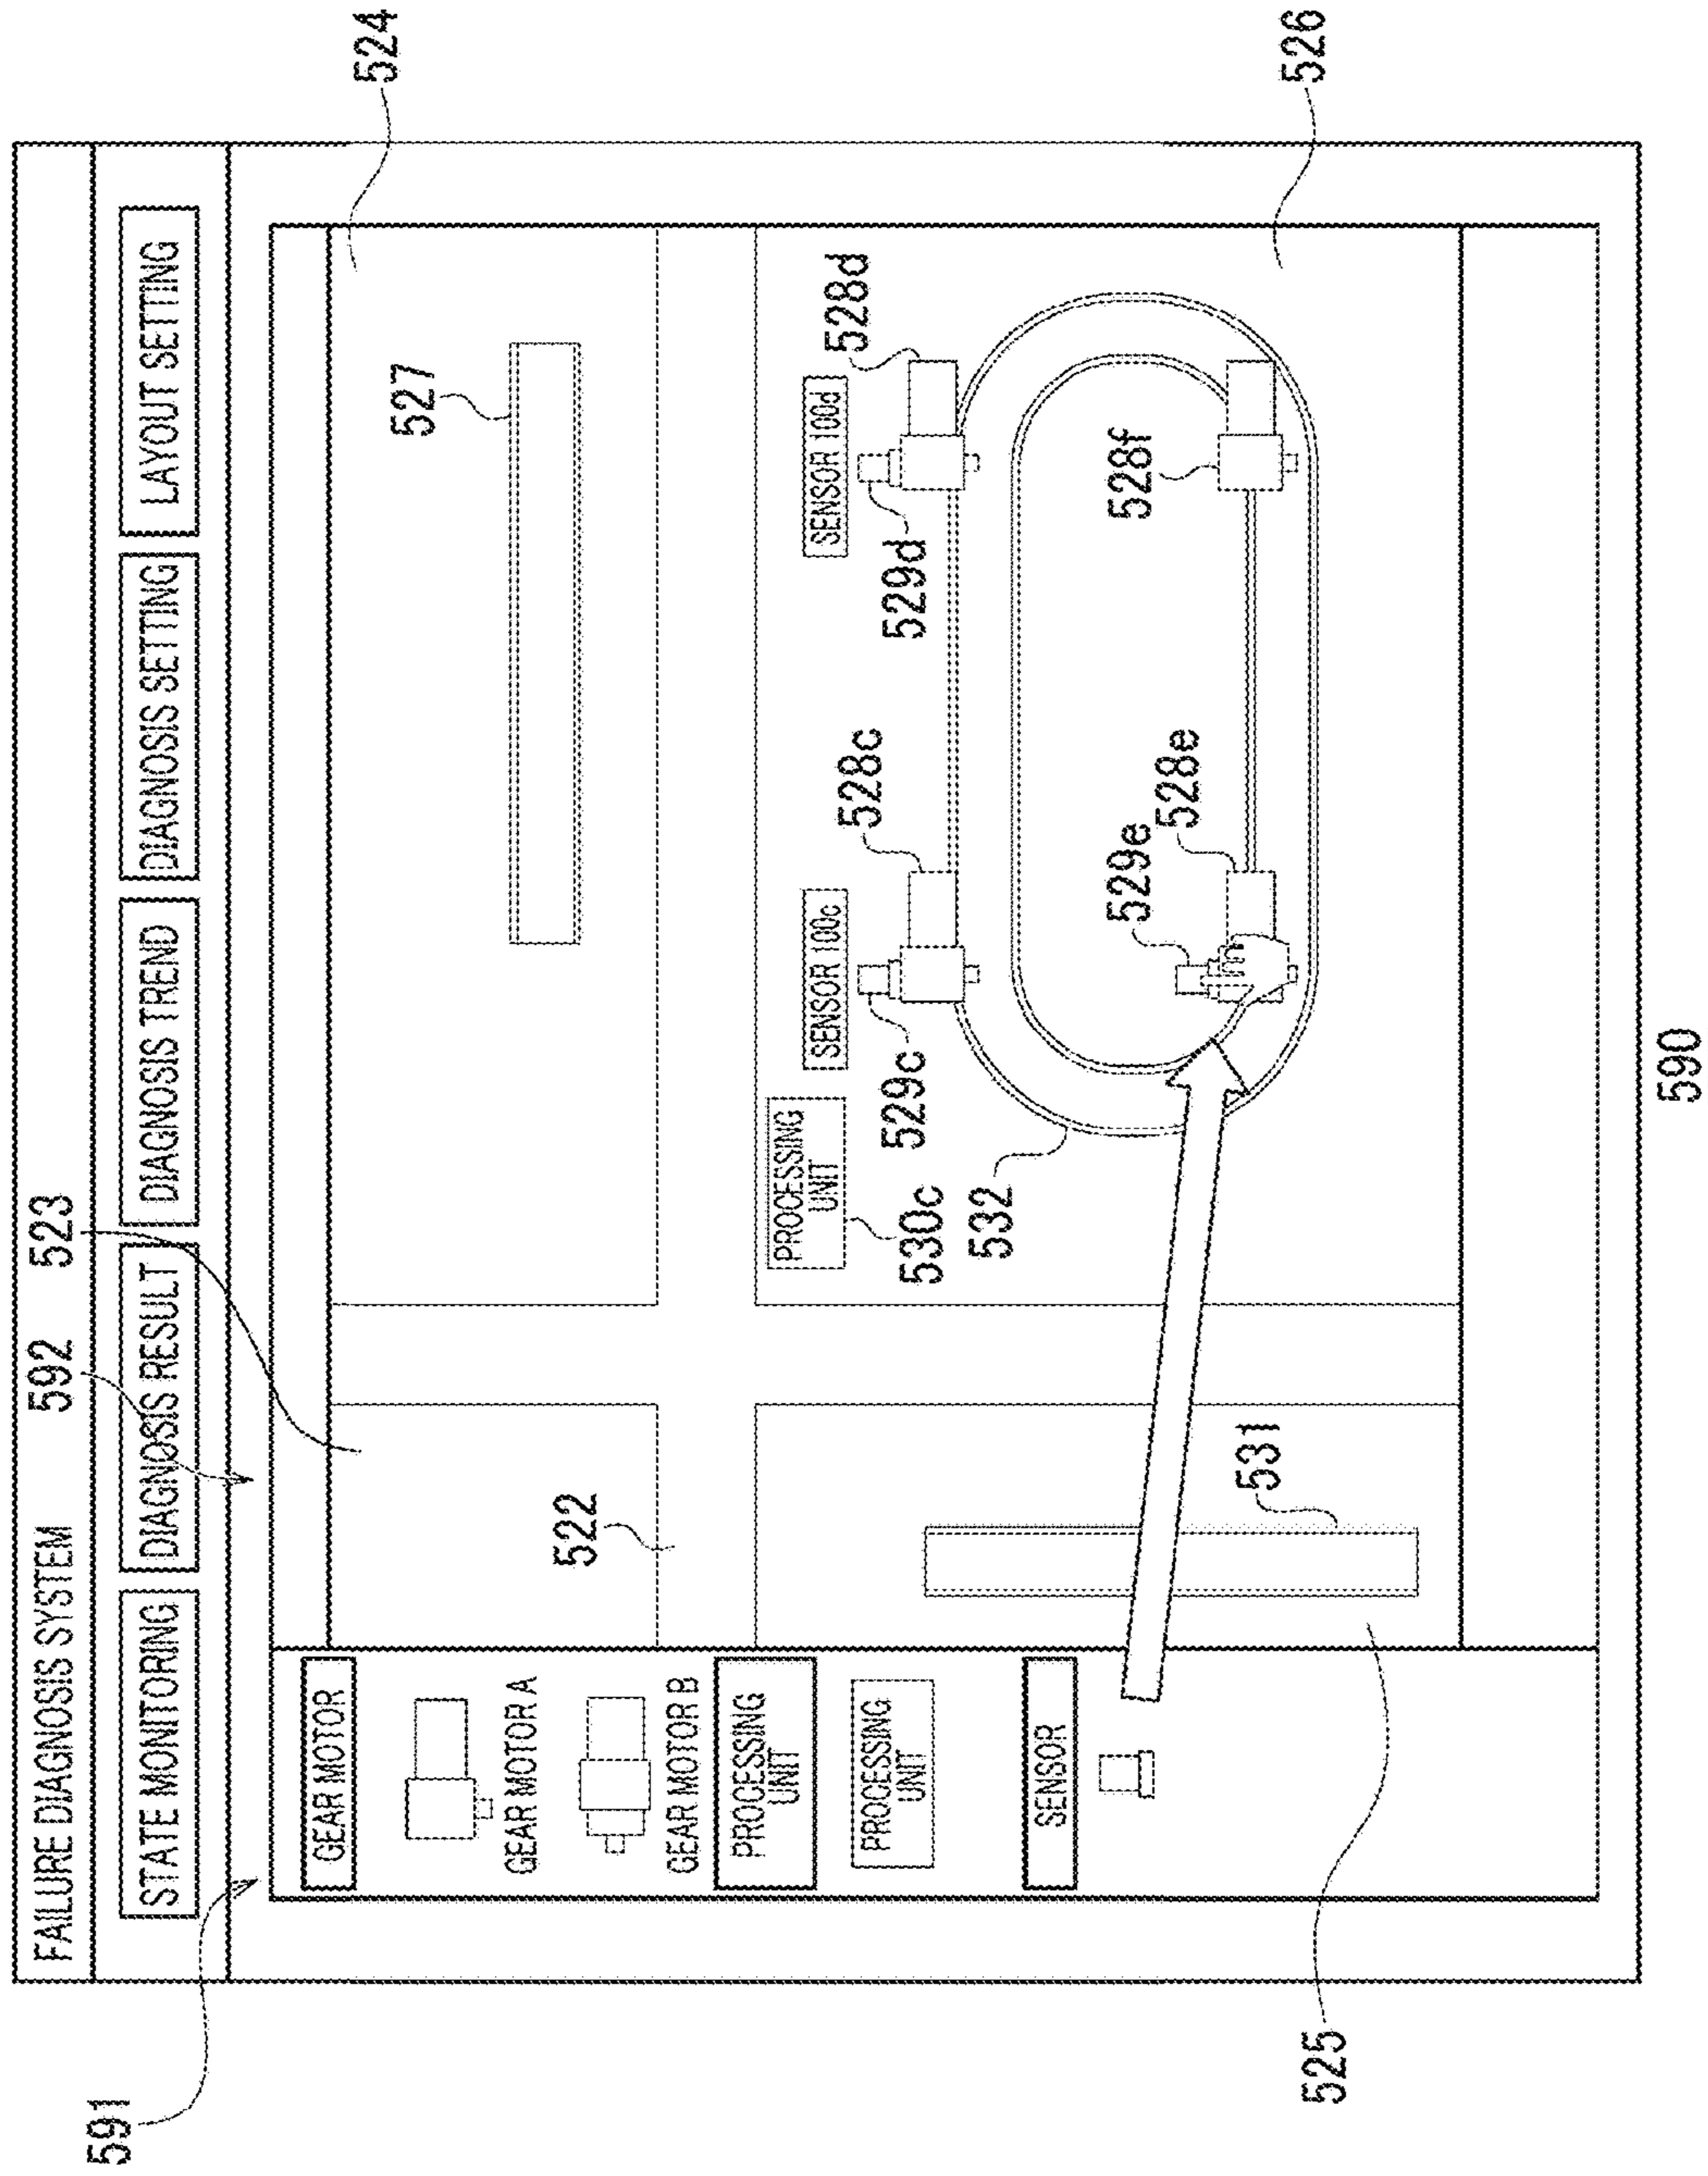 FAILURE DIAGNOSIS SYSTEM
592
523
STATE MONITORING
DIAGNOSIS RESULT
DIAGNOSIS TREND
DIAGNOSIS SETTING
LAYOUT SETTING
591
524
GEAR MOTOR
GEAR MOTOR A
GEAR MOTOR B
PROCESSING
UNIT
PROCESSING
UNIT
SENSOR
522
527
PROCESSING
UNIT
530c
SENSOR 100c
529c
528c
SENSOR 100d
529d
528d
532
529e
528e
528f
531
525
526
590